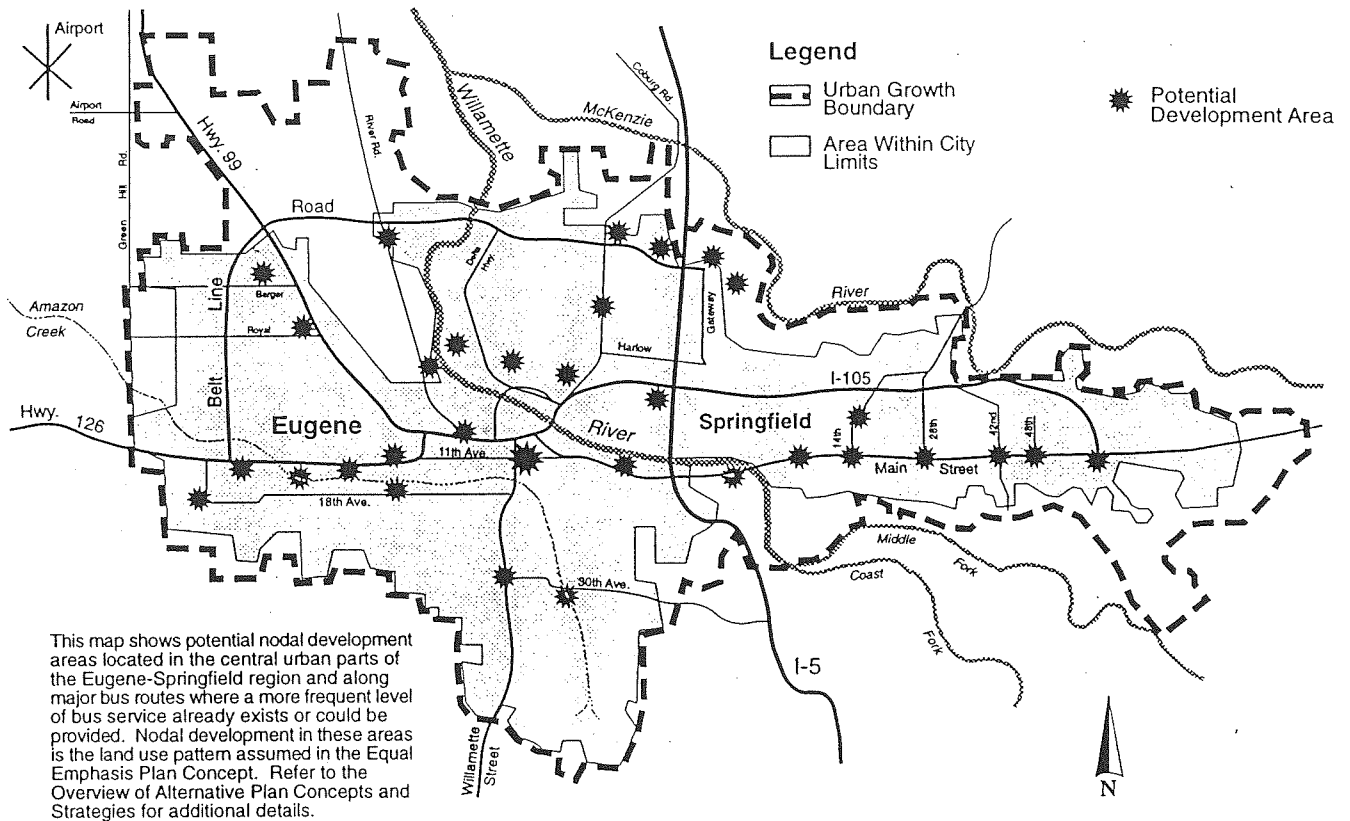 Airport
Airport
Road
Green Hill Rd.
Hwy. 99
River Rd.
Willamette
McKenzie
Coburg Rd.
Legend
Urban Growth
Boundary
Area Within City
Limits
Potential
Development Area
Road
Belt Line
Barger
Royal
Delta
Hwy.
Harlow
Gateway
River
Amazon
Creek
Hwy. 126
Eugene
11th Ave.
18th Ave.
River
I-105
Springfield
14th
28th
42nd
48th
Main Street
30th Ave.
Willamette
Street
I-5
Middle
Fork
Coast
Fork
This map shows potential nodal development
areas located in the central urban parts of
the Eugene-Springfield region and along
major bus routes where a more frequent level
of bus service already exists or could be
provided. Nodal development in these areas
is the land use pattern assumed in the Equal
Emphasis Plan Concept. Refer to the
Overview of Alternative Plan Concepts and
Strategies for additional details.
N